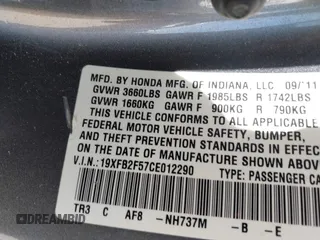 MFD. BY HONDA MFG. OF INDIANA, LLC 09/11
GVWR 3660LBS GAWR F 1985LBS R 1742LBS
GVWR 1660KG GAWR F 900KG R 790KG
THIS VEHICLE CONFORMS TO ALL APPLICABLE
FEDERAL MOTOR VEHICLE SAFETY, BUMPER,
AND THEFT PREVENTION STANDARDS IN
EFFECT ON THE DATE OF MANUFACTURE SHOWN
V.I.N.: 19XFB2F57CE012290 TYPE: PASSENGER CA
TR3 C AF8 -NH737M -B -E
DREAMBID